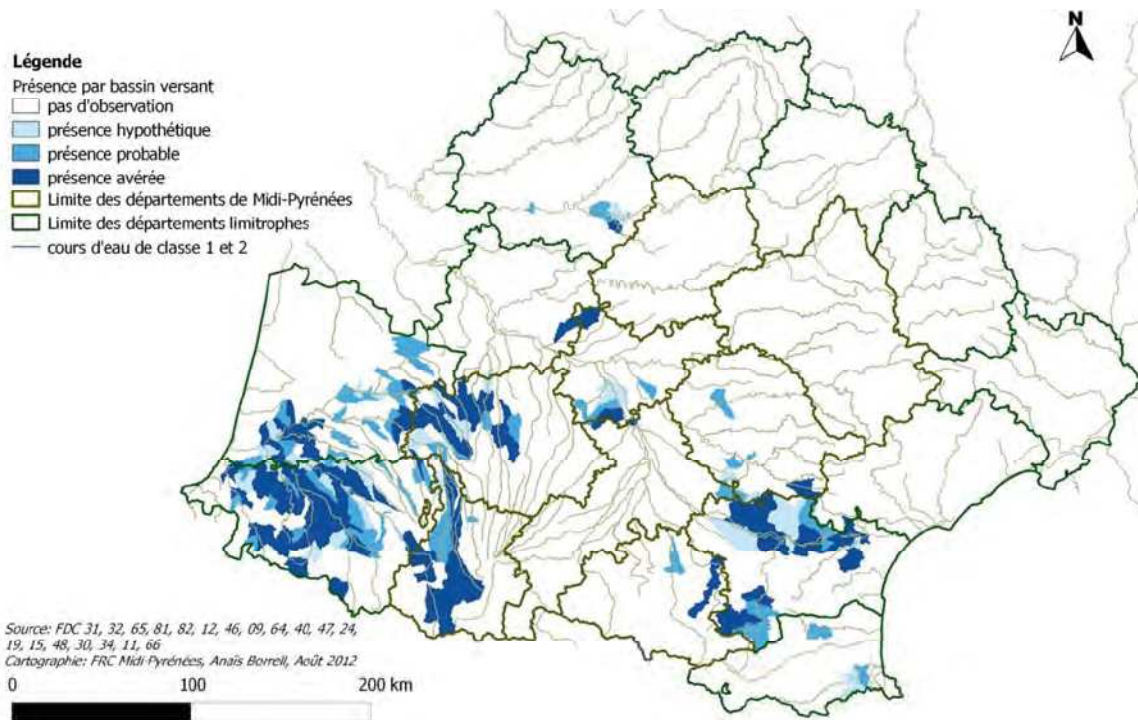 N
Légende
Présence par bassin versant
pas d'observation
présence hypothétique
présence probable
présence avérée
Limite des départements de Midi-Pyrénées
Limite des départements limitrophes
cours d'eau de classe 1 et 2
Source: FDC 31, 32, 65, 81, 82, 12, 46, 09, 64, 40, 47, 24,
19, 15, 48, 30, 34, 11, 66
Cartographie: FRC Midi-Pyrénées, Anaïs Borrell, Août 2012
0 100 200 km